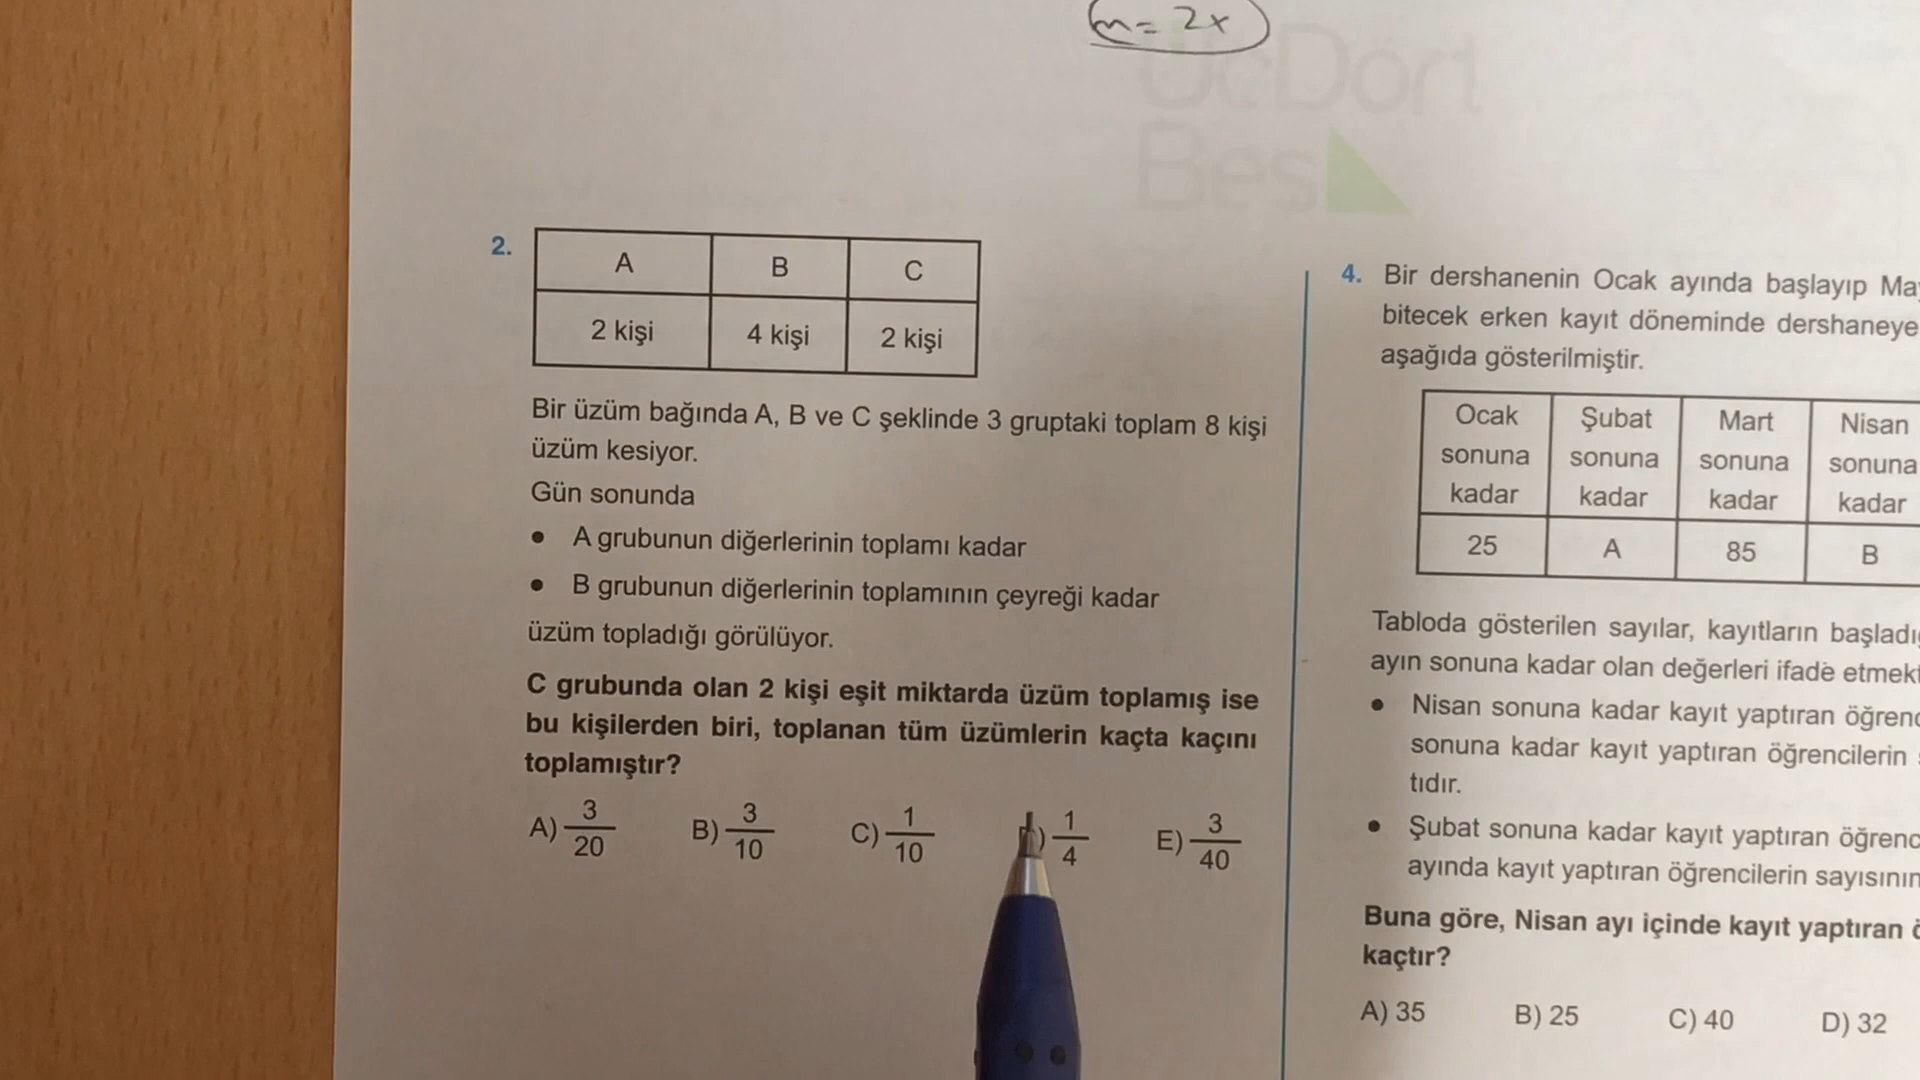 m = 2x
ÜçDört
Beş
2.
A B C
2 kişi 4 kişi 2 kişi
Bir üzüm bağında A, B ve C şeklinde 3 gruptaki toplam 8 kişi
üzüm kesiyor.
Gün sonunda
• A grubunun diğerlerinin toplamı kadar
• B grubunun diğerlerinin toplamının çeyreği kadar
üzüm topladığı görülüyor.
C grubunda olan 2 kişi eşit miktarda üzüm toplamış ise
bu kişilerden biri, toplanan tüm üzümlerin kaçta kaçını
toplamıştır?
A) 3/20 B) 3/10 C) 1/10 D) 1/4 E) 3/40
4. Bir dershanenin Ocak ayında başlayıp
bitecek erken kayıt döneminde dershaneye
aşağıda gösterilmiştir.
Ocak Şubat Mart Nisan
sonuna sonuna sonuna sonuna
kadar kadar kadar kadar
25 A 85 B
Tabloda gösterilen sayılar, kayıtların
ayın sonuna kadar olan değerleri ifade
• Nisan sonuna kadar kayıt yaptıran
sonuna kadar kayıt yaptıran öğrencilerin
tıdır.
• Şubat sonuna kadar kayıt yaptıran
ayında kayıt yaptıran öğrencilerin
Buna göre, Nisan ayı içinde kayıt yaptıran
kaçtır?
A) 35 B) 25 C) 40 D) 32